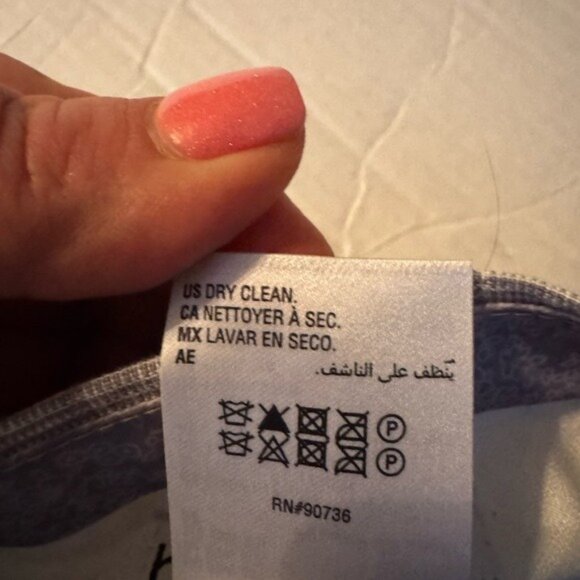 US DRY CLEAN.
CA NETTOYER À SEC.
MX LAVAR EN SECO.
AE
يُنظف على الناشف.
P
P
RN#90736